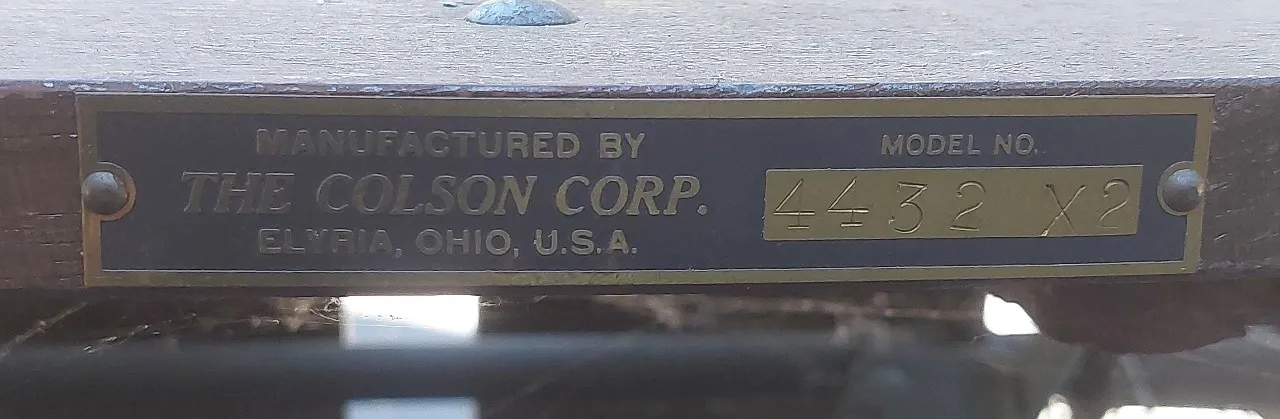 MANUFACTURED BY
THE COLSON CORP.
ELYRIA, OHIO, U.S.A.
MODEL NO.
4432 X2